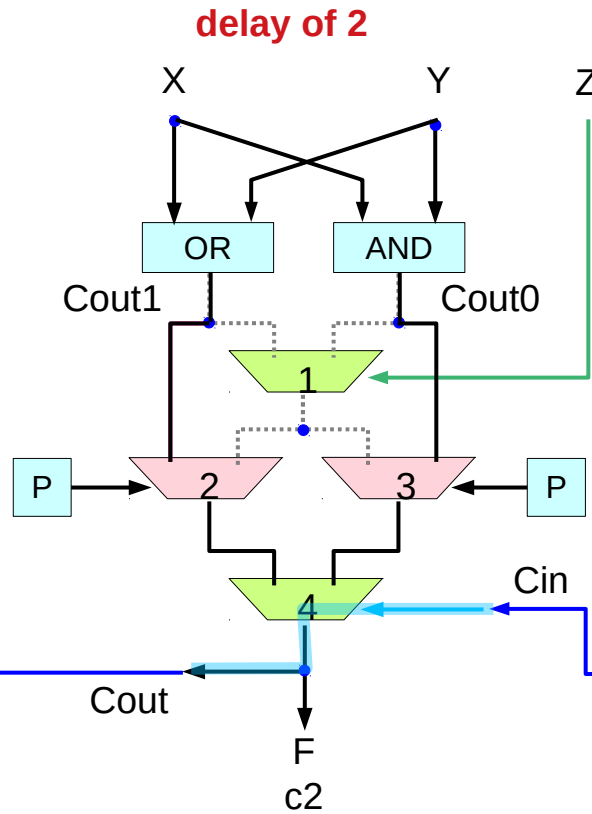 delay of 2
X Y Z
OR AND
Cout1 Cout0
1
P 2 3 P
4 Cin
Cout
F
c2